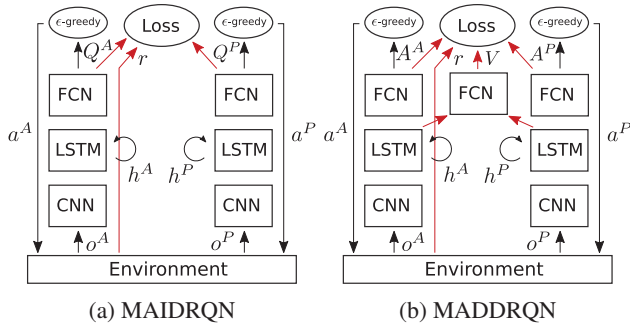 ϵ-greedy Loss ϵ-greedy ϵ-greedy Loss ϵ-greedy
Q^A r Q^P A^A r V A^P
FCN FCN FCN FCN FCN
a^A a^P a^A a^P
LSTM LSTM LSTM LSTM
h^A h^P h^A h^P
CNN CNN CNN CNN
o^A o^P o^A o^P
Environment Environment
(a) MAIDRQN (b) MADDRQN